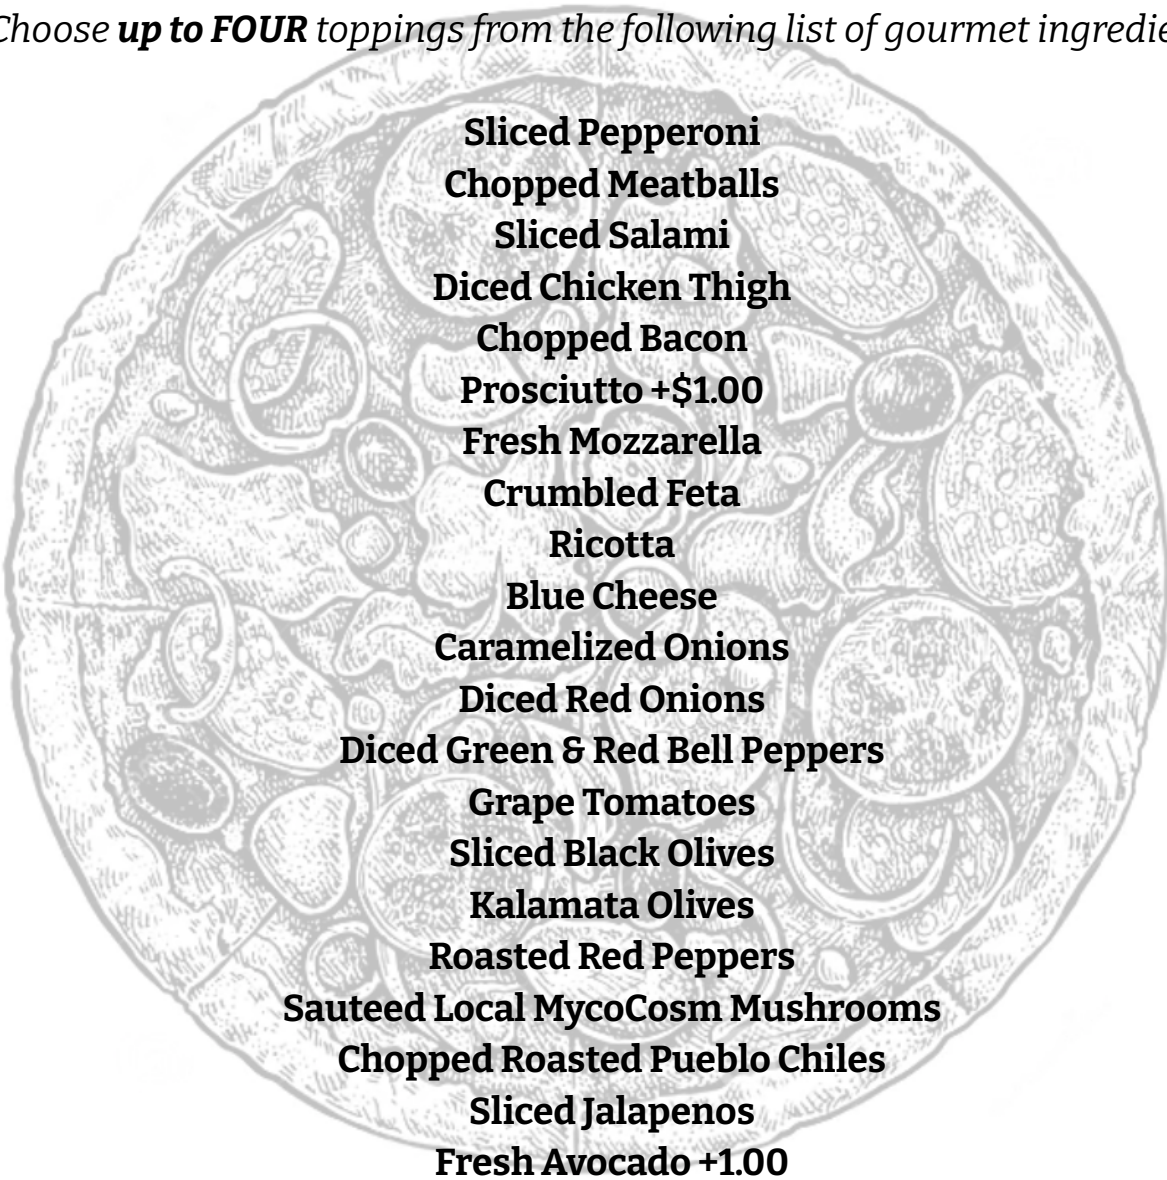 Choose up to FOUR toppings from the following list of gourmet
Sliced Pepperoni
Chopped Meatballs
Sliced Salami
Diced Chicken Thigh
Chopped Bacon
Prosciutto +$1.00
Fresh Mozzarella
Crumbled Feta
Ricotta
Blue Cheese
Caramelized Onions
Diced Red Onions
Diced Green & Red Bell Peppers
Grape Tomatoes
Sliced Black Olives
Kalamata Olives
Roasted Red Peppers
Sauteed Local MycoCosm Mushrooms
Chopped Roasted Pueblo Chiles
Sliced Jalapenos
Fresh Avocado +1.00